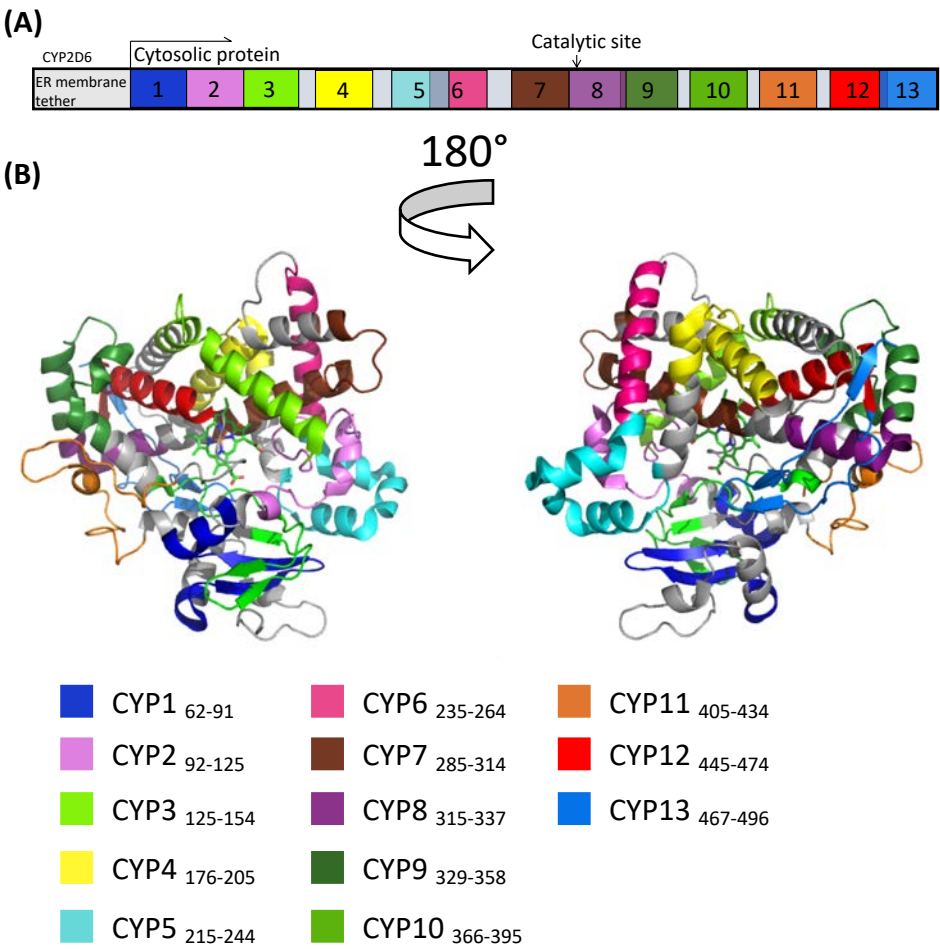 (A)
CYP2D6
Cytosolic protein
Catalytic site
ER membrane
tether
1 2 3 4 5 6 7 8 9 10 11 12 13
180°
(B)
CYP1 62-91
CYP2 92-125
CYP3 125-154
CYP4 176-205
CYP5 215-244
CYP6 235-264
CYP7 285-314
CYP8 315-337
CYP9 329-358
CYP10 366-395
CYP11 405-434
CYP12 445-474
CYP13 467-496